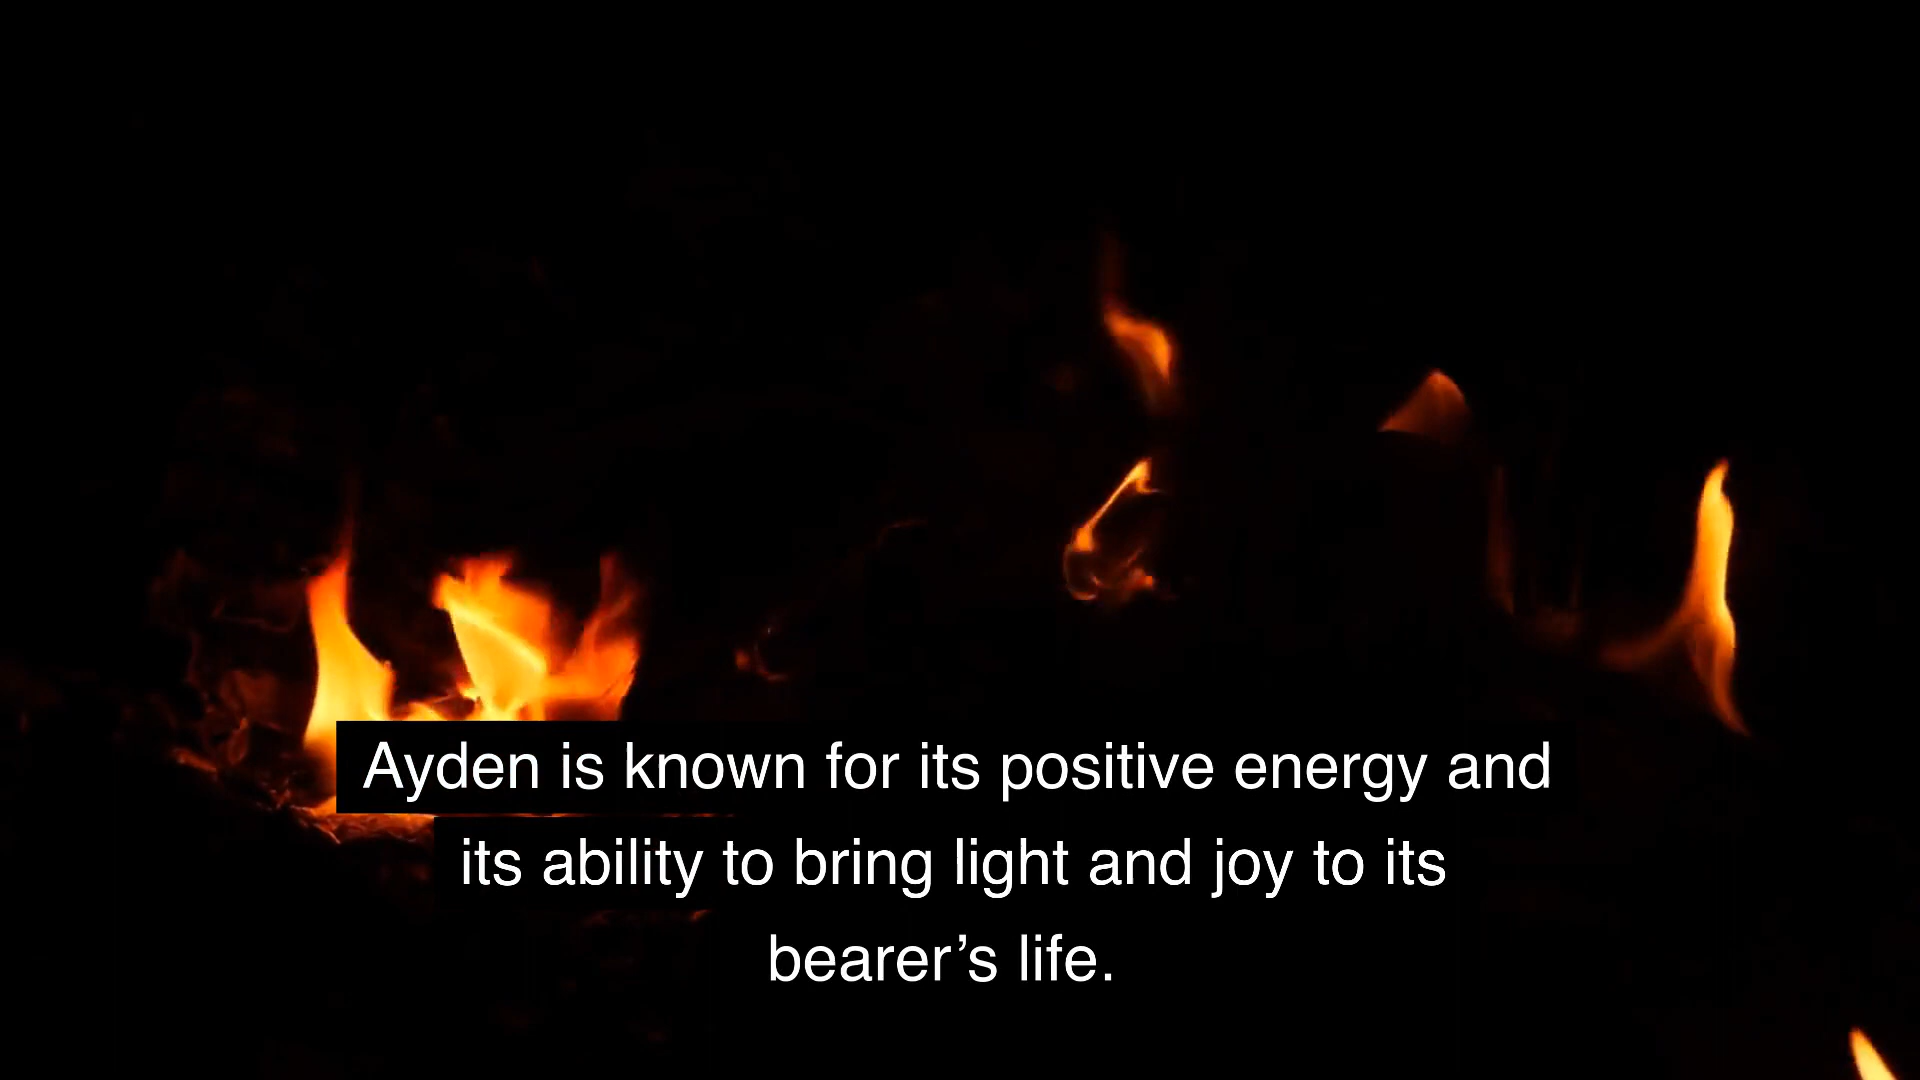 Ayden is known for its positive energy and
its ability to bring light and joy to its
bearer’s life.